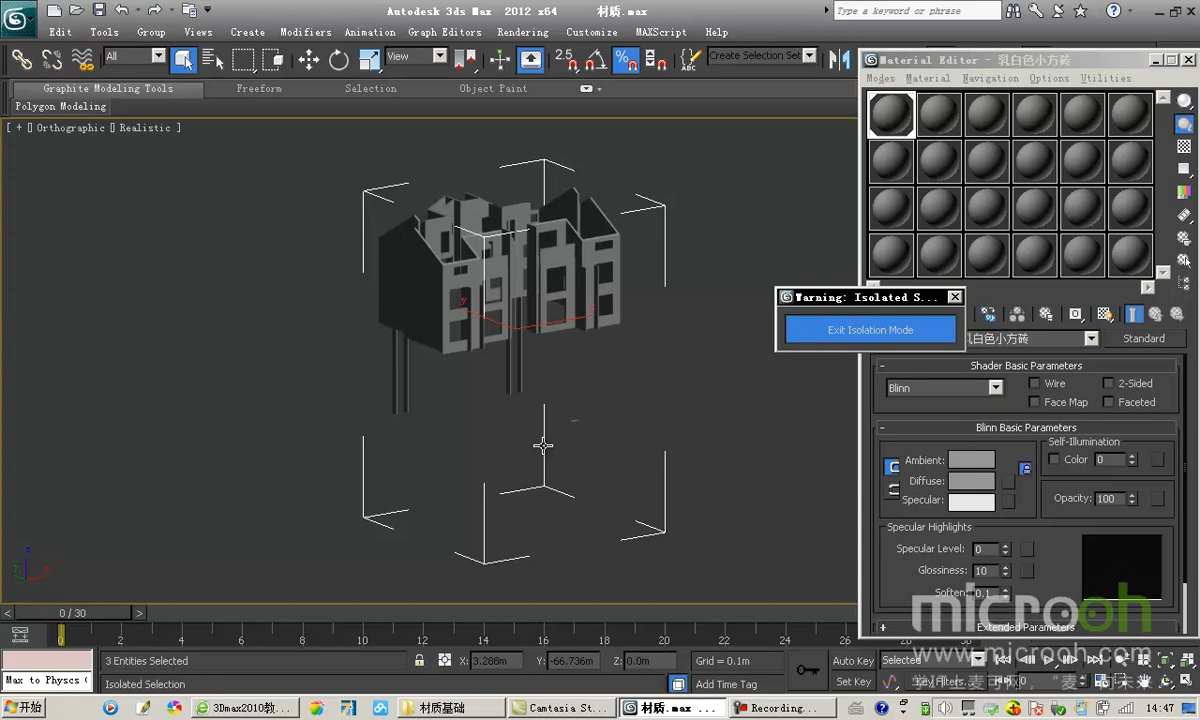 Autodesk 3ds Max 2012 x64 材质.max
Type a keyword or phrase
Edit Tools Group Views Create Modifiers Animation Graph Editors Rendering Customize MAXScript Help
All View 2.5 Create Selection Set
Graphite Modeling Tools Freeform Selection Object Paint
Polygon Modeling
[ + ][ Orthographic ][ Realistic ]
Material Editor - 乳白色小方砖
Modes Material Navigation Options Utilities
Warning: Isolated S...
Exit Isolation Mode
乳白色小方砖 Standard
Shader Basic Parameters
Blinn Wire 2-Sided
Face Map Faceted
Blinn Basic Parameters
Self-Illumination
Ambient: Color 0
Diffuse:
Specular: Opacity: 100
Specular Highlights
Specular Level: 0
Glossiness: 10
Soften: 0.1
Extended Parameters
microoh
www.microoh.com
z
y x
y
0 / 30
0 2 4 6 8 10 12 14 16 18 20 22 24 26 28 30
3 Entities Selected X: 3.288m Y: -66.736m Z: 0.0m Grid = 0.1m Auto Key Selected
Max to Physcs ( Isolated Selection Add Time Tag Set Key Key Filters... 0
开始 3Dmax2010教... 材质基础 Camtasia St... 材质.max ... Recording... 14:47